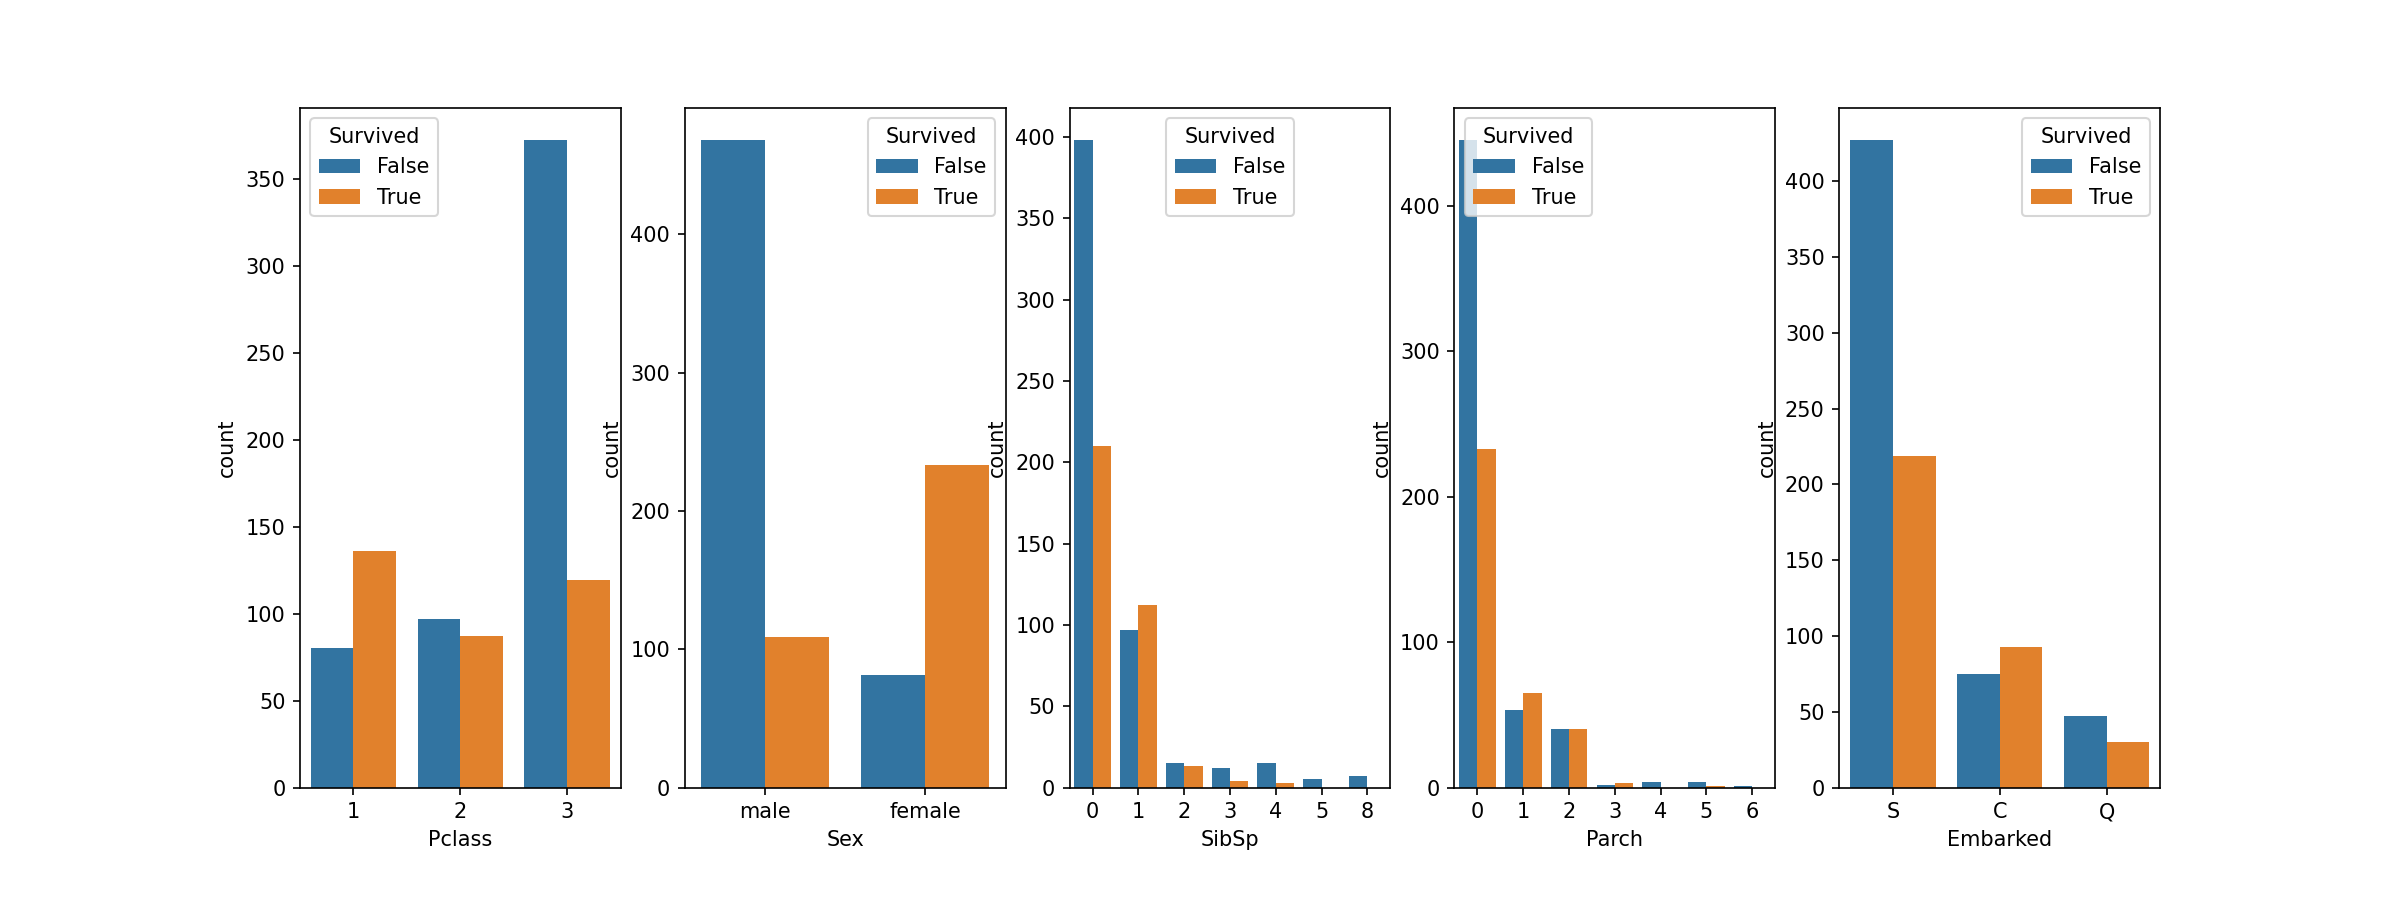 Survived
False
True
350
300
250
200
150
100
50
0
count
1 2 3
Pclass
Survived
False
True
400
300
200
100
0
count
male female
Sex
Survived
False
True
400
350
300
250
200
150
100
50
0
count
0 1 2 3 4 5 8
SibSp
Survived
False
True
400
300
200
100
0
count
0 1 2 3 4 5 6
Parch
Survived
False
True
400
350
300
250
200
150
100
50
0
count
S C Q
Embarked